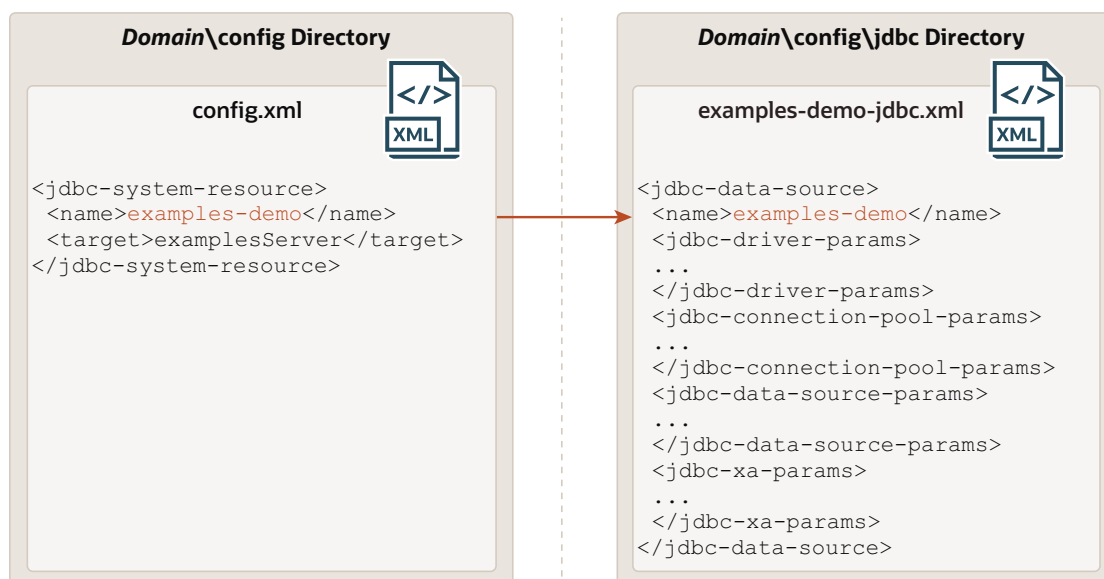 Domain\config Directory
config.xml
</>
XML
<jdbc-system-resource>
<name>examples-demo</name>
<target>examplesServer</target>
</jdbc-system-resource>
Domain\config\jdbc Directory
examples-demo-jdbc.xml
</>
XML
<jdbc-data-source>
<name>examples-demo</name>
<jdbc-driver-params>
...
</jdbc-driver-params>
<jdbc-connection-pool-params>
...
</jdbc-connection-pool-params>
<jdbc-data-source-params>
...
</jdbc-data-source-params>
<jdbc-xa-params>
...
</jdbc-xa-params>
</jdbc-data-source>